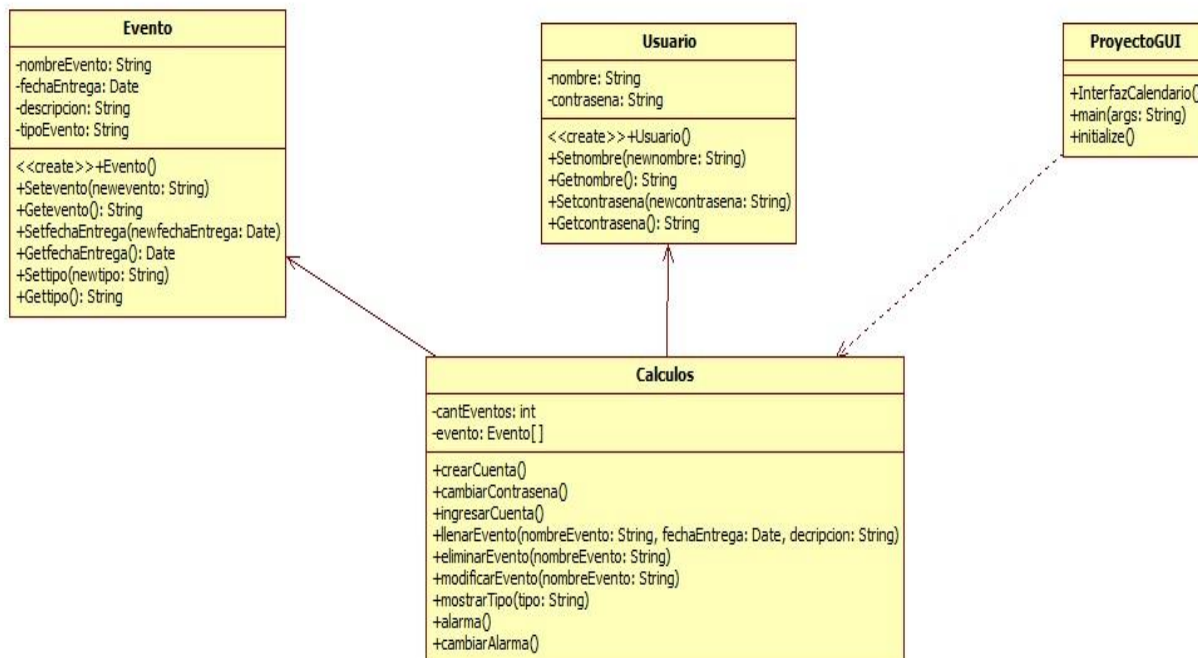 Evento
-nombreEvento: String
-fechaEntrega: Date
-descripcion: String
-tipoEvento: String
<<create>>+Evento()
+Setevento(newevento: String)
+Getevento(): String
+SetfechaEntrega(newfechaEntrega: Date)
+GetfechaEntrega(): Date
+Settipo(newtipo: String)
+Gettipo(): String
Usuario
-nombre: String
-contrasena: String
<<create>>+Usuario()
+Setnombre(newnombre: String)
+Getnombre(): String
+Setcontrasena(newcontrasena: String)
+Getcontrasena(): String
ProyectoGUI
+InterfazCalendario()
+main(args: String)
+initialize()
Calculos
-cantEventos: int
-evento: Evento[]
+crearCuenta()
+cambiarContrasena()
+ingresarCuenta()
+llenarEvento(nombreEvento: String, fechaEntrega: Date, decripcion: String)
+eliminarEvento(nombreEvento: String)
+modificarEvento(nombreEvento: String)
+mostrarTipo(tipo: String)
+alarma()
+cambiarAlarma()